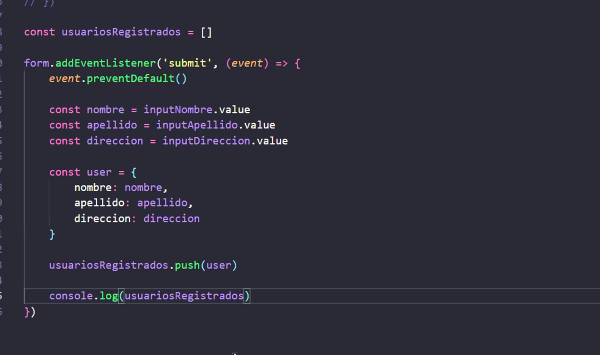 // })
const usuariosRegistrados = []
form.addEventListener('submit', (event) => {
event.preventDefault()
const nombre = inputNombre.value
const apellido = inputApellido.value
const direccion = inputDireccion.value
const user = {
nombre: nombre,
apellido: apellido,
direccion: direccion
}
usuariosRegistrados.push(user)
console.log(usuariosRegistrados)
})